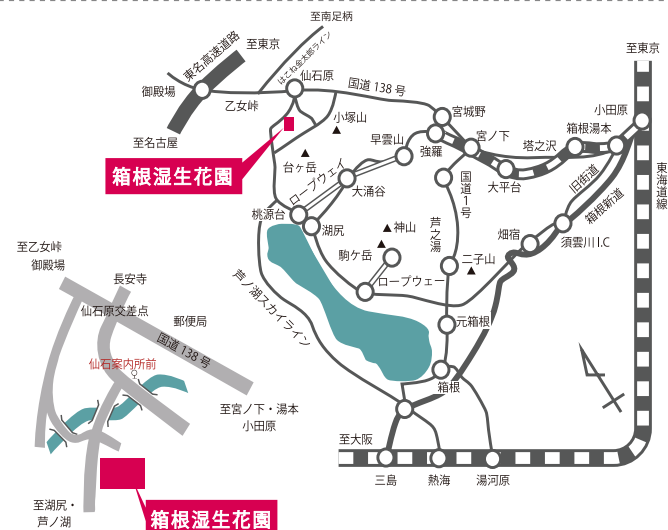 至南足柄
はこね金太郎ライン
東名高速道路
至東京
至東京
仙石原
国道 138 号
御殿場
乙女峠
宮城野
小田原
小塚山
箱根湯本
至名古屋
早雲山
強羅
宮ノ下
塔之沢
台ヶ岳
東海道線
箱根湿生花園
ロープウェイ
大涌谷
国道1号
大平台
旧街道
箱根新道
桃源台
湖尻
神山
芦之湯
畑宿
須雲川 I.C
駒ケ岳
二子山
ロープウェー
芦ノ湖スカイライン
元箱根
箱根
至大阪
三島
熱海
湯河原
至乙女峠
御殿場
長安寺
仙石原交差点
郵便局
国道 138 号
仙石案内所前
至宮ノ下・湯本
小田原
至湖尻・
芦ノ湖
箱根湿生花園